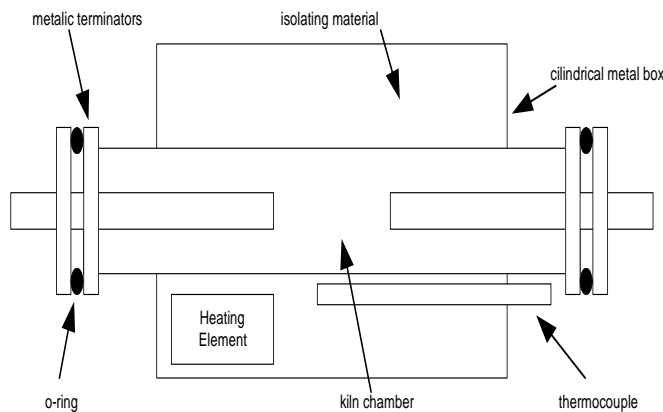 metalic terminators
isolating material
cilindrical metal box
Heating
Element
o-ring
kiln chamber
thermocouple